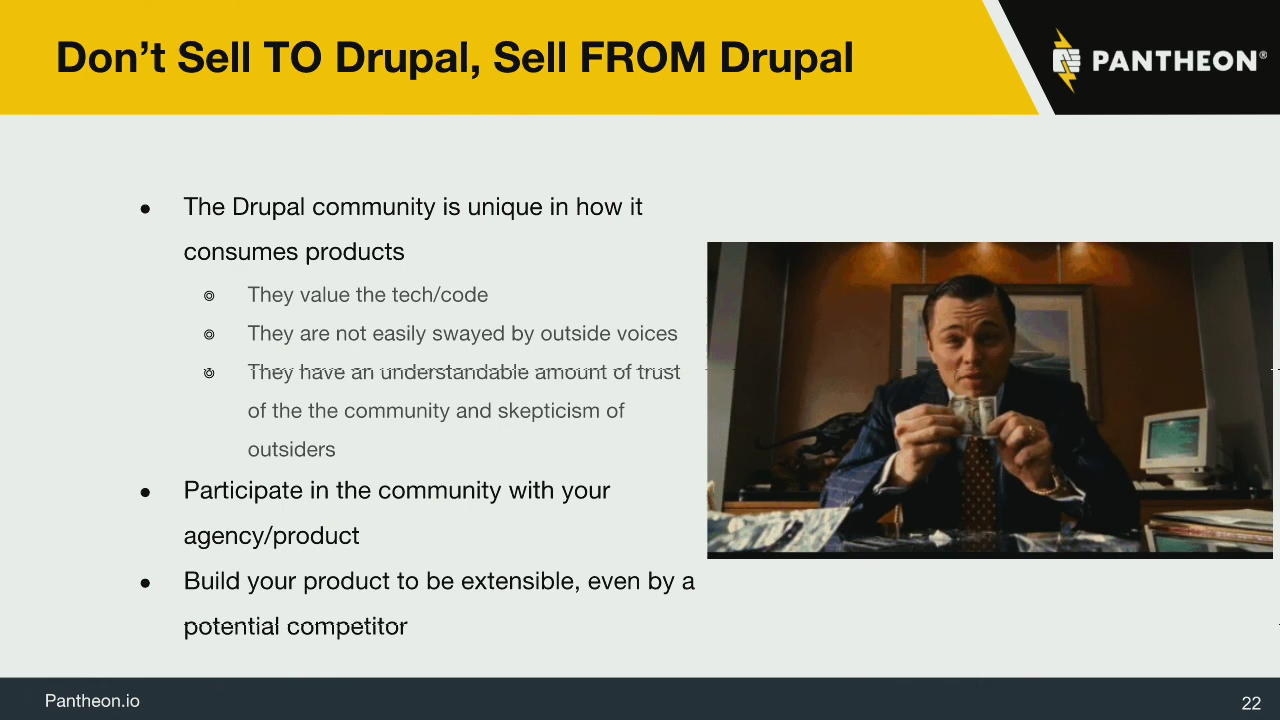 Don't Sell TO Drupal, Sell FROM Drupal
PANTHEON®
The Drupal community is unique in how it
consumes products
They value the tech/code
They are not easily swayed by outside voices
They have an understandable amount of trust
of the the community and skepticism of
outsiders
Participate in the community with your
agency/product
Build your product to be extensible, even by a
potential competitor
Pantheon.io
22